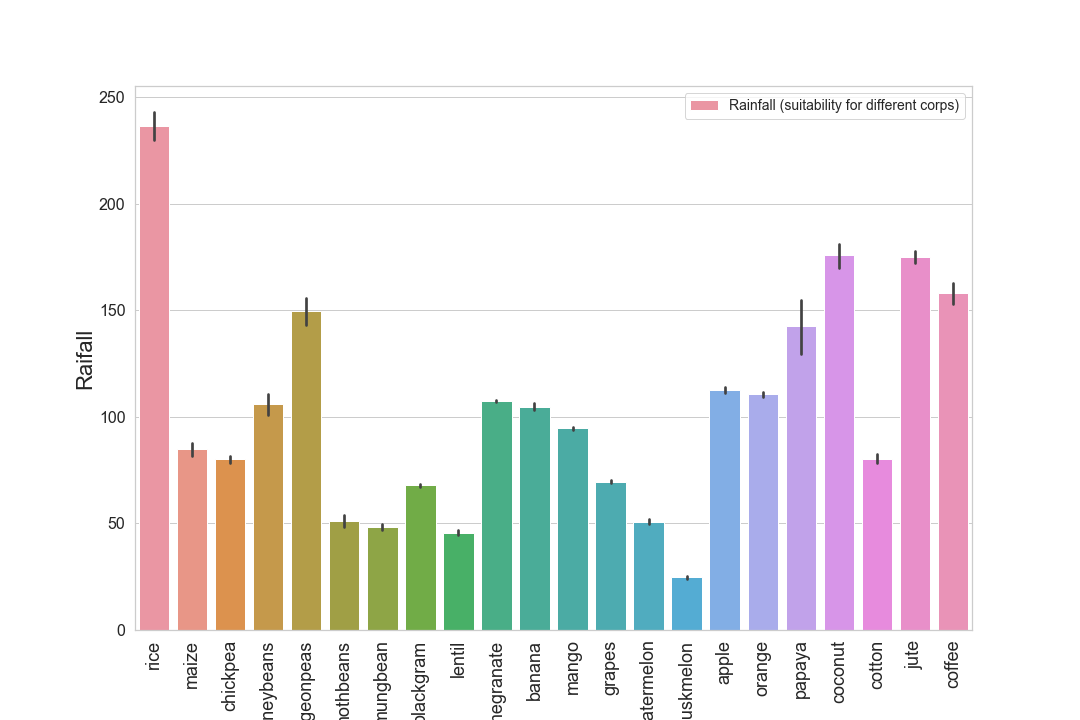 Rainfall (suitability for different corps)
250
200
150
100
50
0
Raifall
rice
maize
chickpea
neybeans
geonpeas
nothbeans
mungbean
blackgram
lentil
negranate
banana
mango
grapes
atermelon
uskmelon
apple
orange
papaya
coconut
cotton
jute
coffee